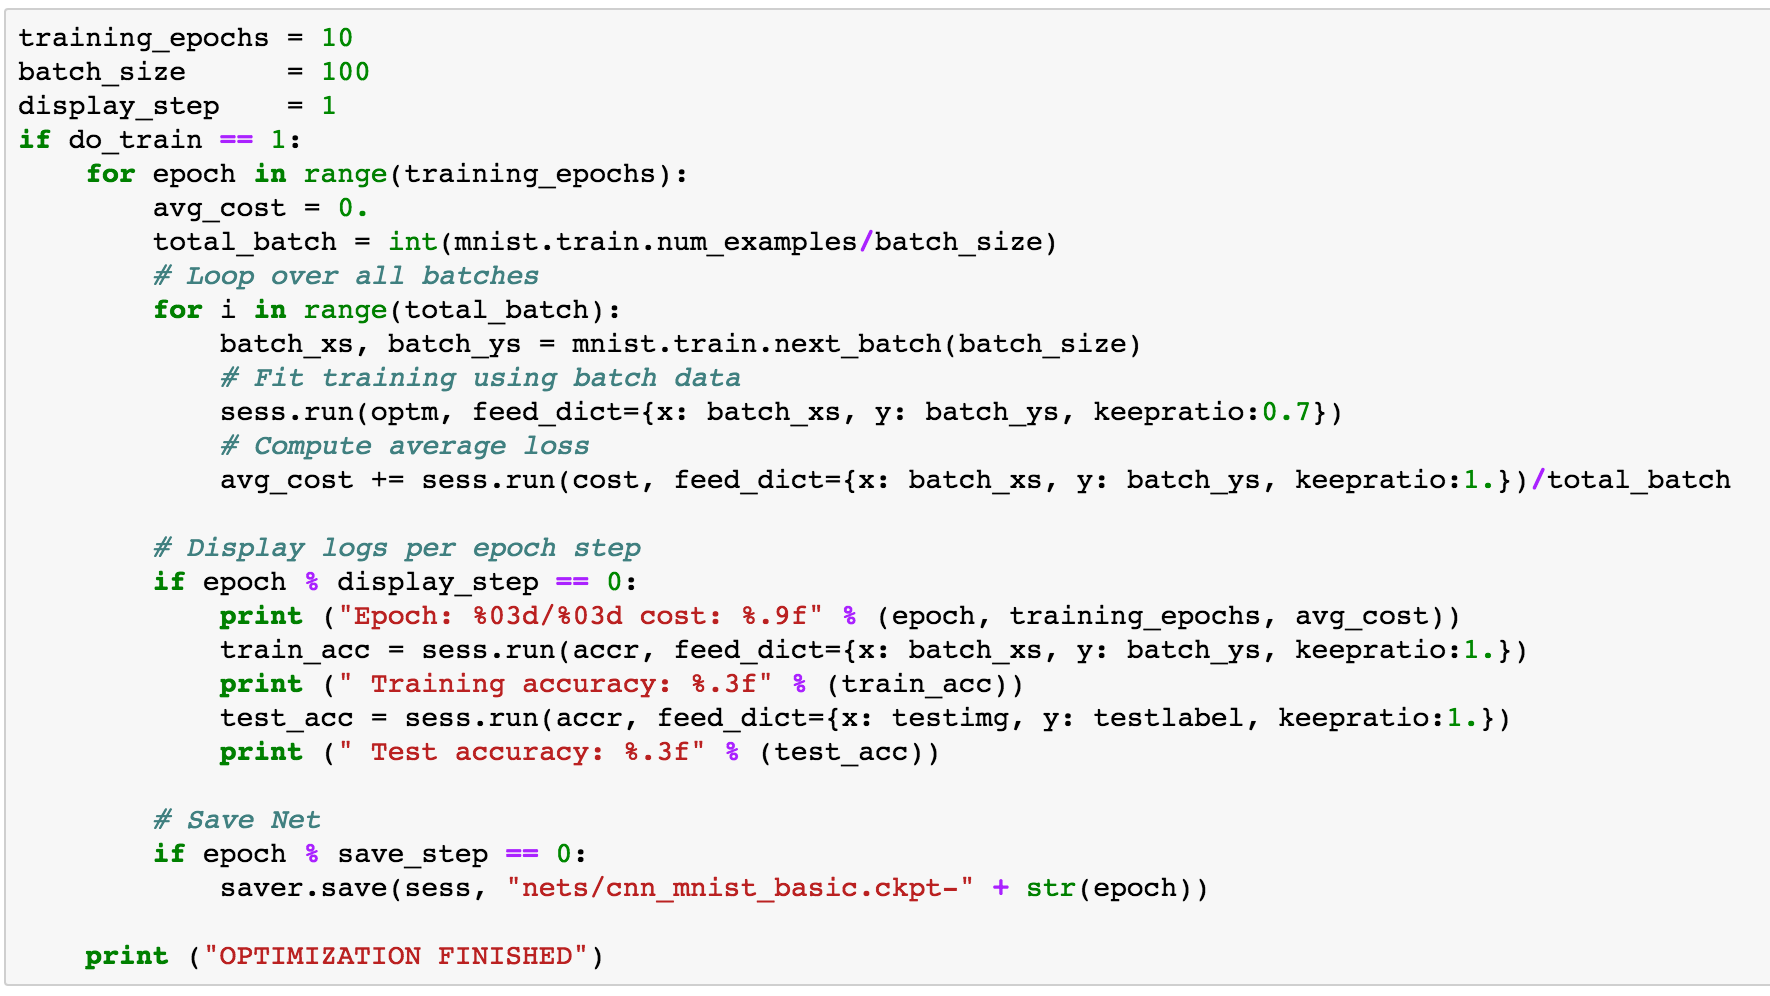 training_epochs = 10
batch_size      = 100
display_step    = 1
if do_train == 1:
    for epoch in range(training_epochs):
        avg_cost = 0.
        total_batch = int(mnist.train.num_examples/batch_size)
        # Loop over all batches
        for i in range(total_batch):
            batch_xs, batch_ys = mnist.train.next_batch(batch_size)
            # Fit training using batch data
            sess.run(optm, feed_dict={x: batch_xs, y: batch_ys, keepratio:0.7})
            # Compute average loss
            avg_cost += sess.run(cost, feed_dict={x: batch_xs, y: batch_ys, keepratio:1.})/total_batch

        # Display logs per epoch step
        if epoch % display_step == 0:
            print ("Epoch: %03d/%03d cost: %.9f" % (epoch, training_epochs, avg_cost))
            train_acc = sess.run(accr, feed_dict={x: batch_xs, y: batch_ys, keepratio:1.})
            print (" Training accuracy: %.3f" % (train_acc))
            test_acc = sess.run(accr, feed_dict={x: testimg, y: testlabel, keepratio:1.})
            print (" Test accuracy: %.3f" % (test_acc))

        # Save Net
        if epoch % save_step == 0:
            saver.save(sess, "nets/cnn_mnist_basic.ckpt-" + str(epoch))

    print ("OPTIMIZATION FINISHED")